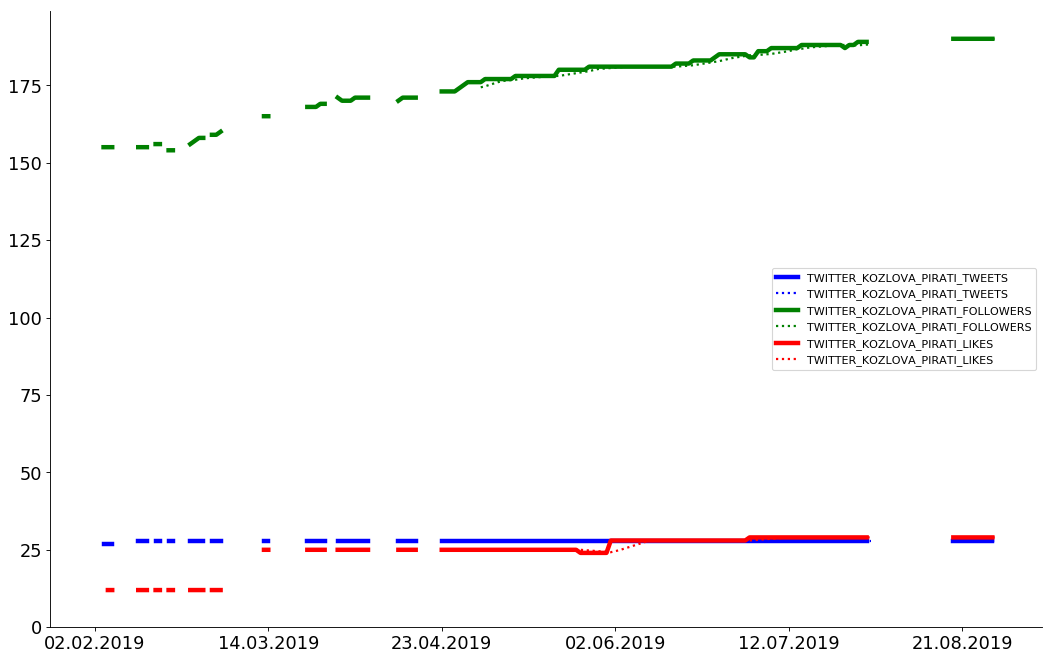 175
150
125
100
75
50
25
0
TWITTER_KOZLOVA_PIRATI_TWEETS
TWITTER_KOZLOVA_PIRATI_TWEETS
TWITTER_KOZLOVA_PIRATI_FOLLOWERS
TWITTER_KOZLOVA_PIRATI_FOLLOWERS
TWITTER_KOZLOVA_PIRATI_LIKES
TWITTER_KOZLOVA_PIRATI_LIKES
02.02.2019 14.03.2019 23.04.2019 02.06.2019 12.07.2019 21.08.2019